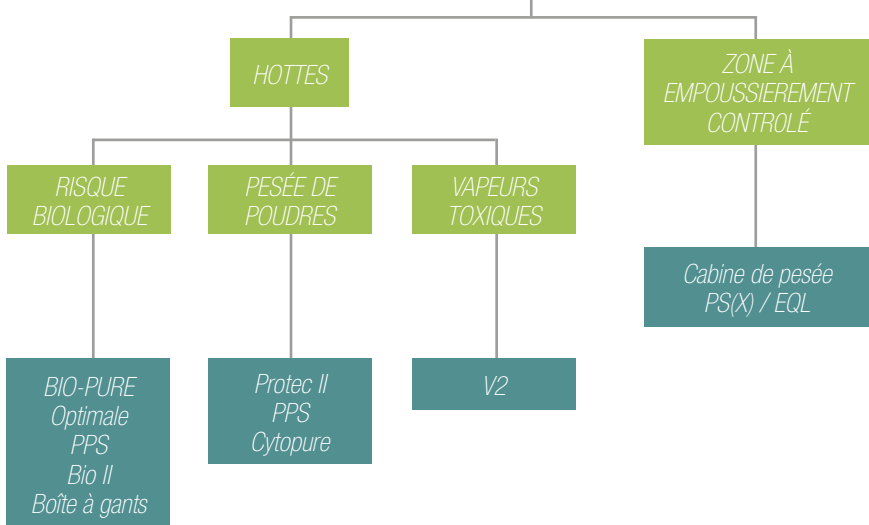 HOTTES
ZONE À
EMPOUSSIEREMENT
CONTROLÉ
RISQUE
BIOLOGIQUE
PESÉE DE
POUDRES
VAPEURS
TOXIQUES
Cabine de pesée
PS(X) / EQL
BIO-PURE
Optimale
PPS
Bio II
Boîte à gants
Protec II
PPS
Cytopure
V2